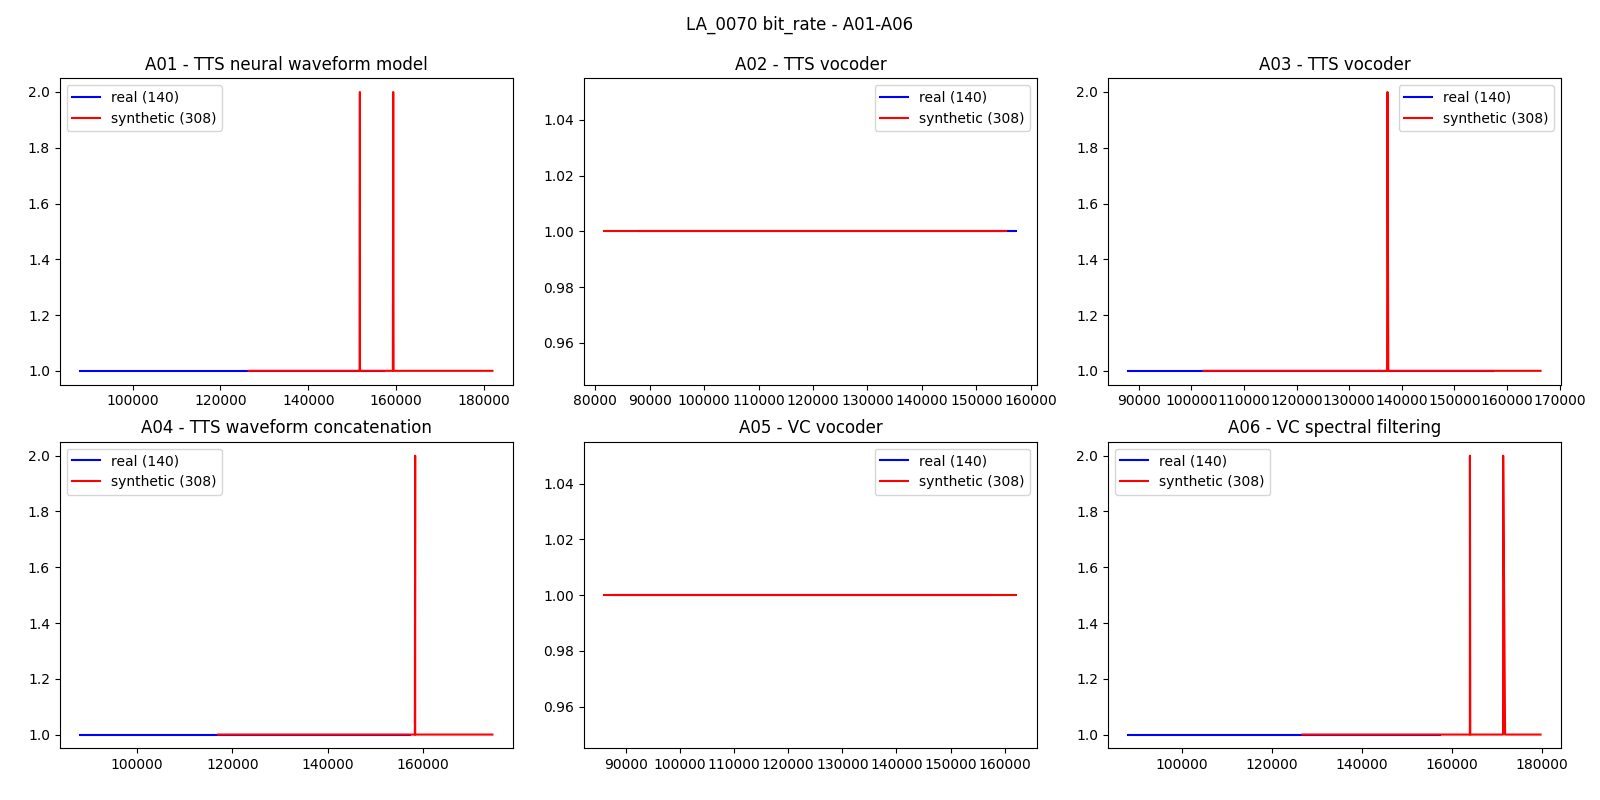 LA_0070 bit_rate - A01-A06
A01 - TTS neural waveform model
2.0
1.8
1.6
1.4
1.2
1.0
real (140)
synthetic (308)
100000 120000 140000 160000 180000
A02 - TTS vocoder
1.04
1.02
1.00
0.98
0.96
real (140)
synthetic (308)
80000 90000 100000 110000 120000 130000 140000 150000 160000
A03 - TTS vocoder
2.0
1.8
1.6
1.4
1.2
1.0
real (140)
synthetic (308)
90000 100000 110000 120000 130000 140000 150000 160000 170000
A04 - TTS waveform concatenation
2.0
1.8
1.6
1.4
1.2
1.0
real (140)
synthetic (308)
100000 120000 140000 160000
A05 - VC vocoder
1.04
1.02
1.00
0.98
0.96
real (140)
synthetic (308)
90000 100000 110000 120000 130000 140000 150000 160000
A06 - VC spectral filtering
2.0
1.8
1.6
1.4
1.2
1.0
real (140)
synthetic (308)
100000 120000 140000 160000 180000